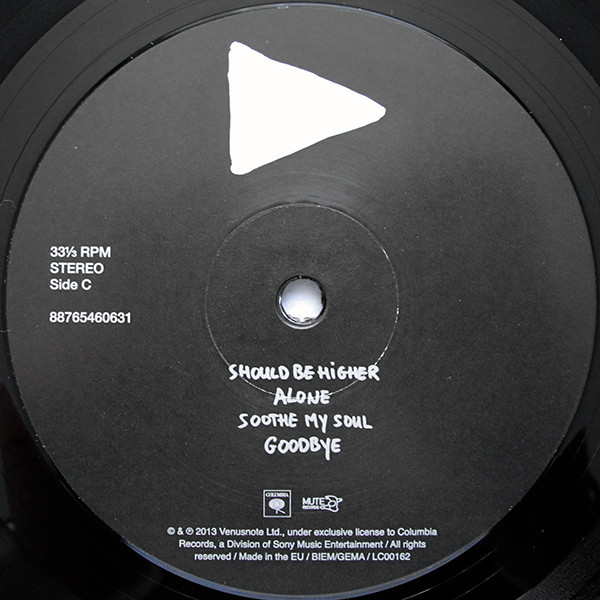 33⅓ RPM
STEREO
Side C
88765460631
SHOULD BE HIGHER
ALONE
SOOTHE MY SOUL
GOODBYE
COLUMBIA
MUTE
RECORDS
© & ℗ 2013 Venusnote Ltd., under exclusive license to Columbia
Records, a Division of Sony Music Entertainment / All rights
reserved / Made in the EU / BIEM/GEMA / LC00162